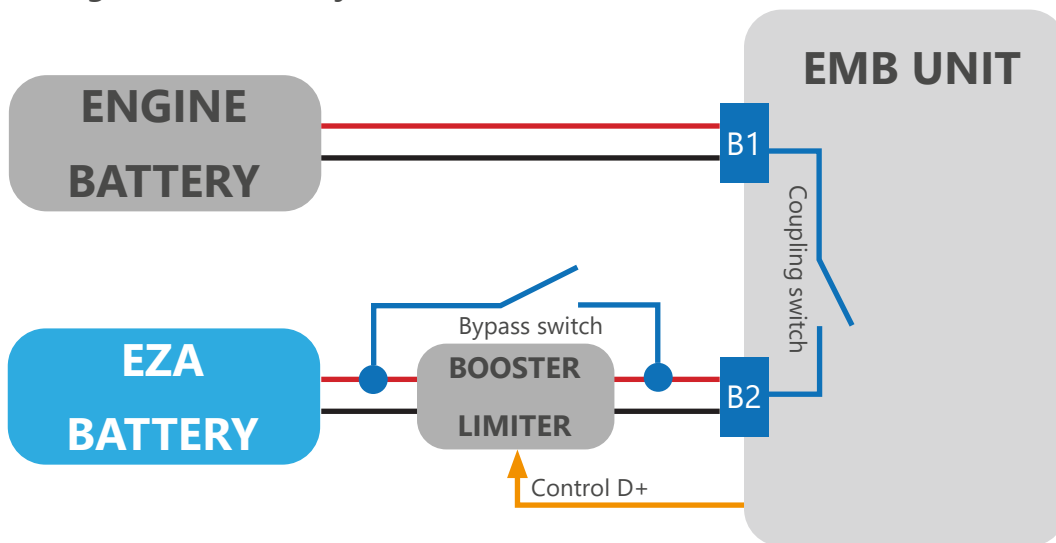 EMB UNIT
ENGINE
BATTERY
B1
Coupling switch
Bypass switch
EZA
BATTERY
BOOSTER
LIMITER
B2
Control D+